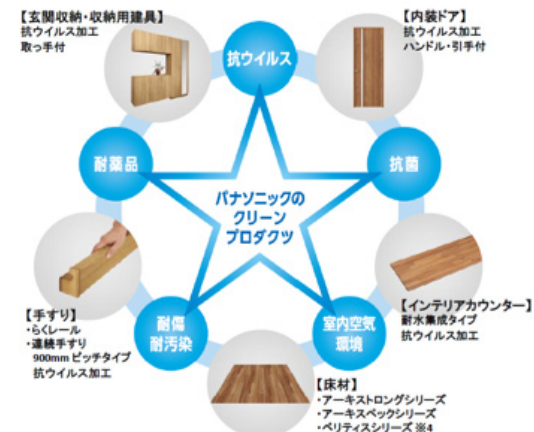 【玄関収納・収納用建具】
抗ウイルス加工
取っ手付
【内装ドア】
抗ウイルス加工
ハンドル・引手付
抗ウイルス
耐薬品
抗菌
パナソニックの
クリーン
プロダクツ
【手すり】
・らくレール
・連続手すり
900mm ピッチタイプ
抗ウイルス加工
耐傷
耐汚染
室内空気
環境
【インテリアカウンター】
耐水集成タイプ
抗ウイルス加工
【床材】
・アーキストロングシリーズ
・アーキスペックシリーズ
・ベリティスシリーズ ※4